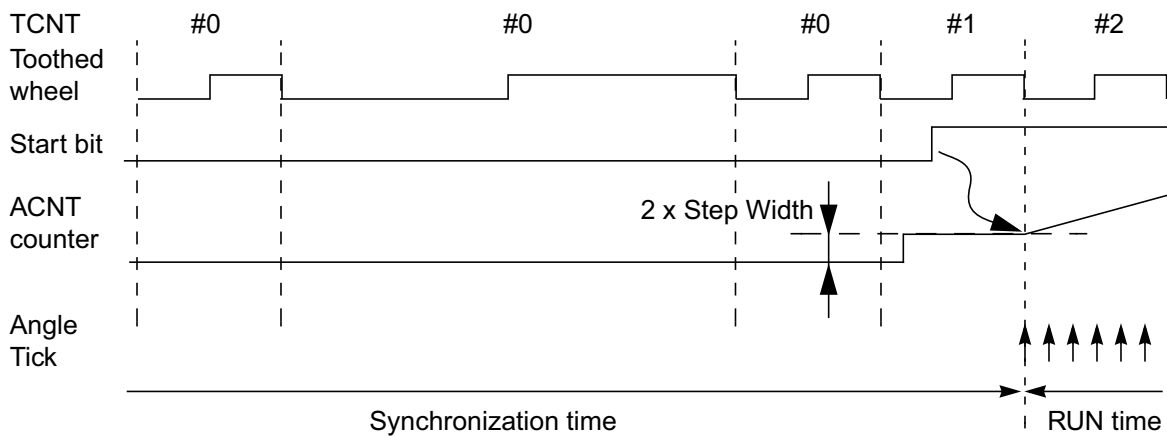 TCNT #0 #0 #0 #1 #2
Toothed
wheel
Start bit
ACNT
counter
2 x Step Width
Angle
Tick
Synchronization time RUN time